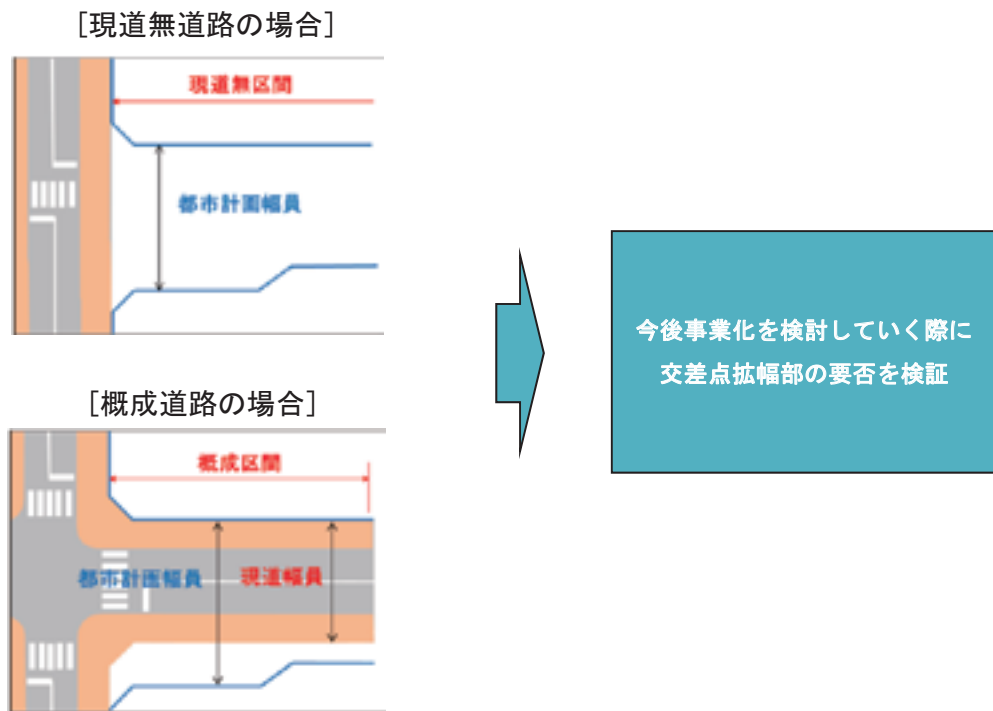 ［現道無道路の場合］
現道無区間
都市計画幅員
［概成道路の場合］
概成区間
都市計画幅員
現道幅員
今後事業化を検討していく際に
交差点拡幅部の要否を検証